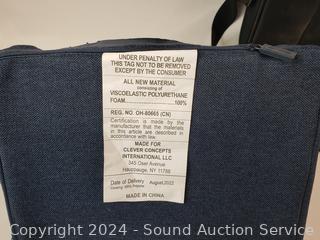 UNDER PENALTY OF LAW
THIS TAG NOT TO BE REMOVED
EXCEPT BY THE CONSUMER
ALL NEW MATERIAL
consisting of
VISCOELASTIC POLYURETHANE
FOAM 100%
REG. NO. OH-80665 (CN)
Certification is made by the
manufacturer that the materials
in this article are described in
accordance with law.
MADE FOR
CLEVER CONCEPTS
INTERNATIONAL LLC
345 Oser Avenue
Hauppauge, NY 11788
Date of Delivery August,2022
MADE IN CHINA
Copyright 2024 - Sound Auction Service